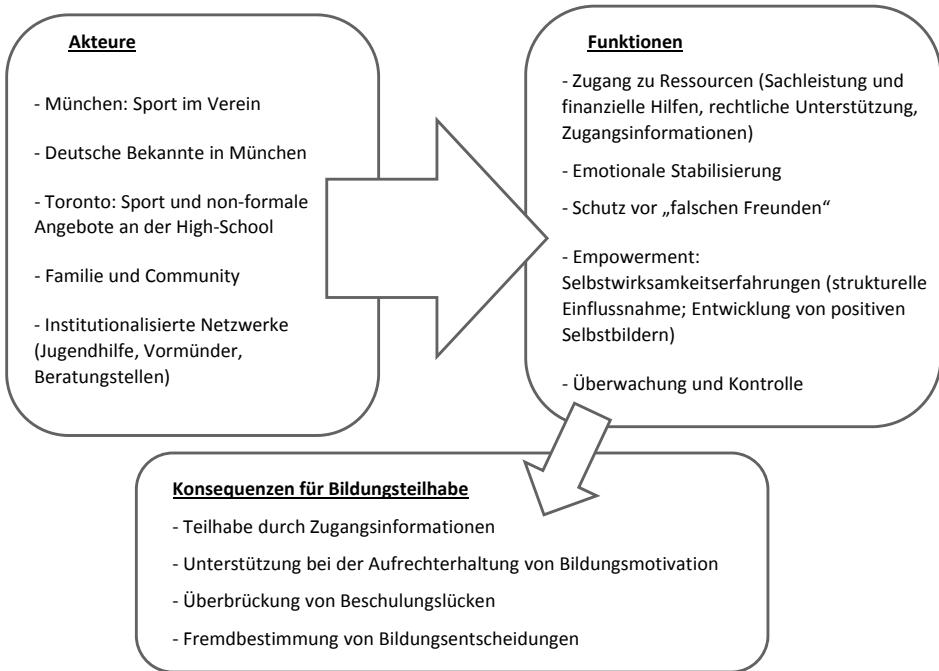 Akteure
- München: Sport im Verein
- Deutsche Bekannte in München
- Toronto: Sport und non-formale
Angebote an der High-School
- Familie und Community
- Institutionalisierte Netzwerke
(Jugendhilfe, Vormünder,
Beratungstellen)
Funktionen
- Zugang zu Ressourcen (Sachleistung und
finanzielle Hilfen, rechtliche Unterstützung,
Zugangsinformationen)
- Emotionale Stabilisierung
- Schutz vor „falschen Freunden“
- Empowerment:
Selbstwirksamkeitserfahrungen (strukturelle
Einflussnahme; Entwicklung von positiven
Selbstbildern)
- Überwachung und Kontrolle
Konsequenzen für Bildungsteilhabe
- Teilhabe durch Zugangsinformationen
- Unterstützung bei der Aufrechterhaltung von Bildungsmotivation
- Überbrückung von Beschulungslücken
- Fremdbestimmung von Bildungsentscheidungen